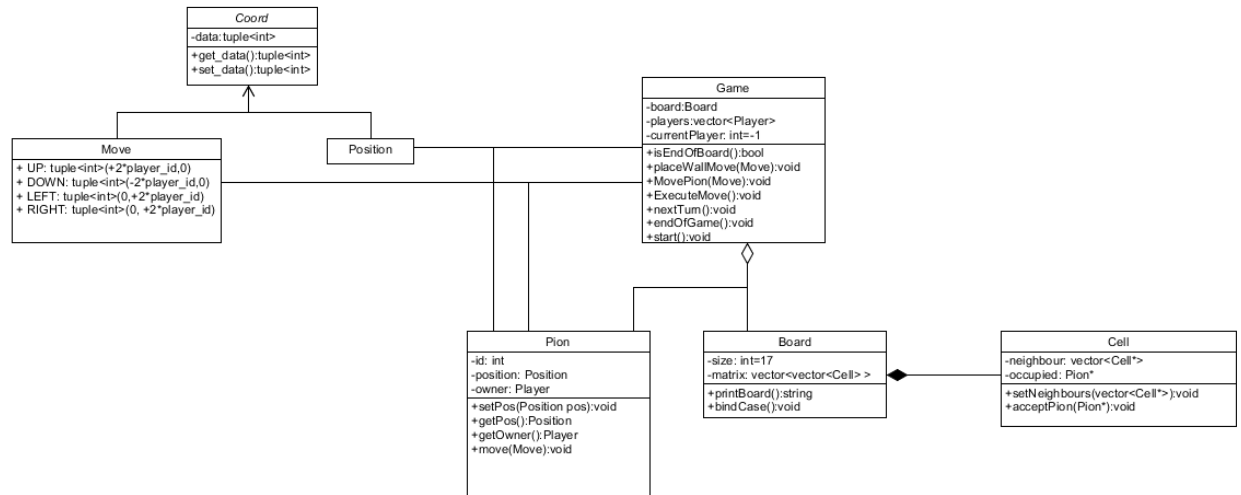 Coord
-data:tuple<int>
+get_data():tuple<int>
+set_data():tuple<int>
Game
-board:Board
-players:vector<Player>
-currentPlayer: int=-1
+isEndOfBoard():bool
+placeWallMove(Move):void
+MovePion(Move):void
+ExecuteMove():void
+nextTurn():void
+endOfGame():void
+start():void
Move
+ UP: tuple<int>(+2*player_id,0)
+ DOWN: tuple<int>(-2*player_id,0)
+ LEFT: tuple<int>(0,+2*player_id)
+ RIGHT: tuple<int>(0, +2*player_id)
Position
Pion
-id: int
-position: Position
-owner: Player
+setPos(Position pos):void
+getPos():Position
+getOwner():Player
+move(Move):void
Board
-size: int=17
-matrix: vector<vector<Cell> >
+printBoard():string
+bindCase():void
Cell
-neighbour: vector<Cell*>
-occupied: Pion*
+setNeighbours(vector<Cell*>):void
+acceptPion(Pion*):void